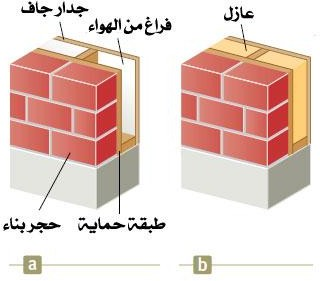 جدار جاف
فراغ من الهواء
عازل
حجر بناء
طبقة حماية
a
b